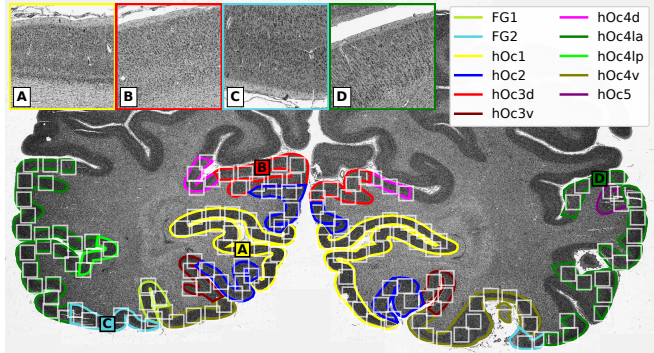 A
B
C
D
FG1
FG2
hOc1
hOc2
hOc3d
hOc3v
hOc4d
hOc4la
hOc4lp
hOc4v
hOc5
B
D
A
C